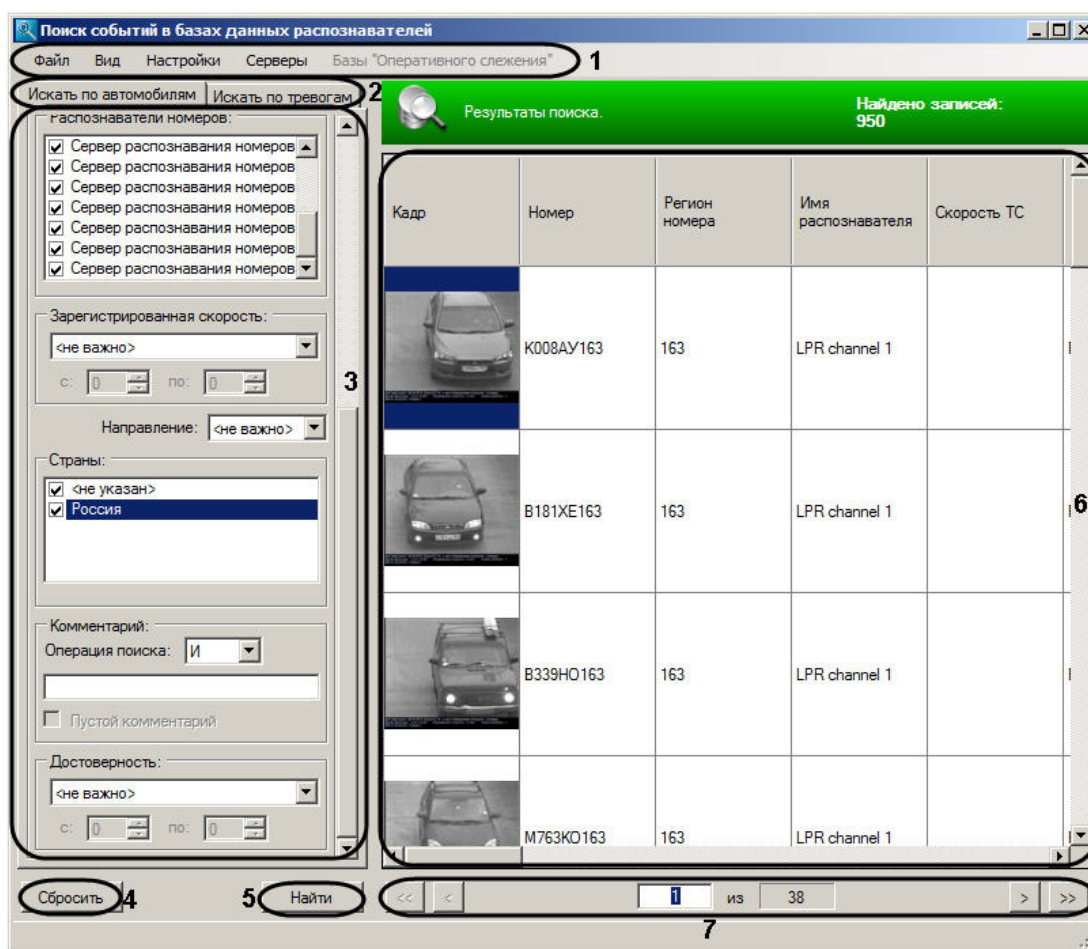 Поиск событий в базах данных распознавателей
Файл Вид Настройки Серверы Базы "Оперативного слежения" 1
Искать по автомобилям Искать по тревогам 2
Распознаватели номеров:
Сервер распознавания номеров
Сервер распознавания номеров
Сервер распознавания номеров
Сервер распознавания номеров
Сервер распознавания номеров
Сервер распознавания номеров
Сервер распознавания номеров
Зарегистрированная скорость:
<не важно>
с: 0 по: 0
3
Направление: <не важно>
Страны:
<не указан>
Россия
Комментарий:
Операция поиска: И
Пустой комментарий
Достоверность:
<не важно>
с: 0 по: 0
Сбросить 4
5 Найти
Результаты поиска.
Найдено записей:
950
Кадр Номер Регион номера Имя распознавателя Скорость ТС
К008АУ163 163 LPR channel 1
В181ХЕ163 163 LPR channel 1
6
В339НО163 163 LPR channel 1
М763КО163 163 LPR channel 1
<< < 1 из 38 > >>
7